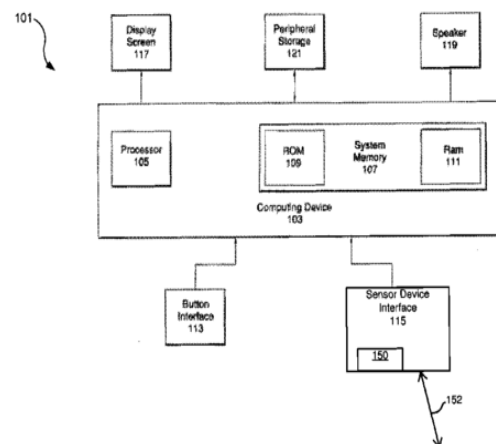 101
Display
Screen
117
Peripheral
Storage
121
Speaker
119
Processor
105
ROM
109
System
Memory
107
Ram
111
Computing Device
103
Button
Interface
113
Sensor Device
Interface
115
150
152